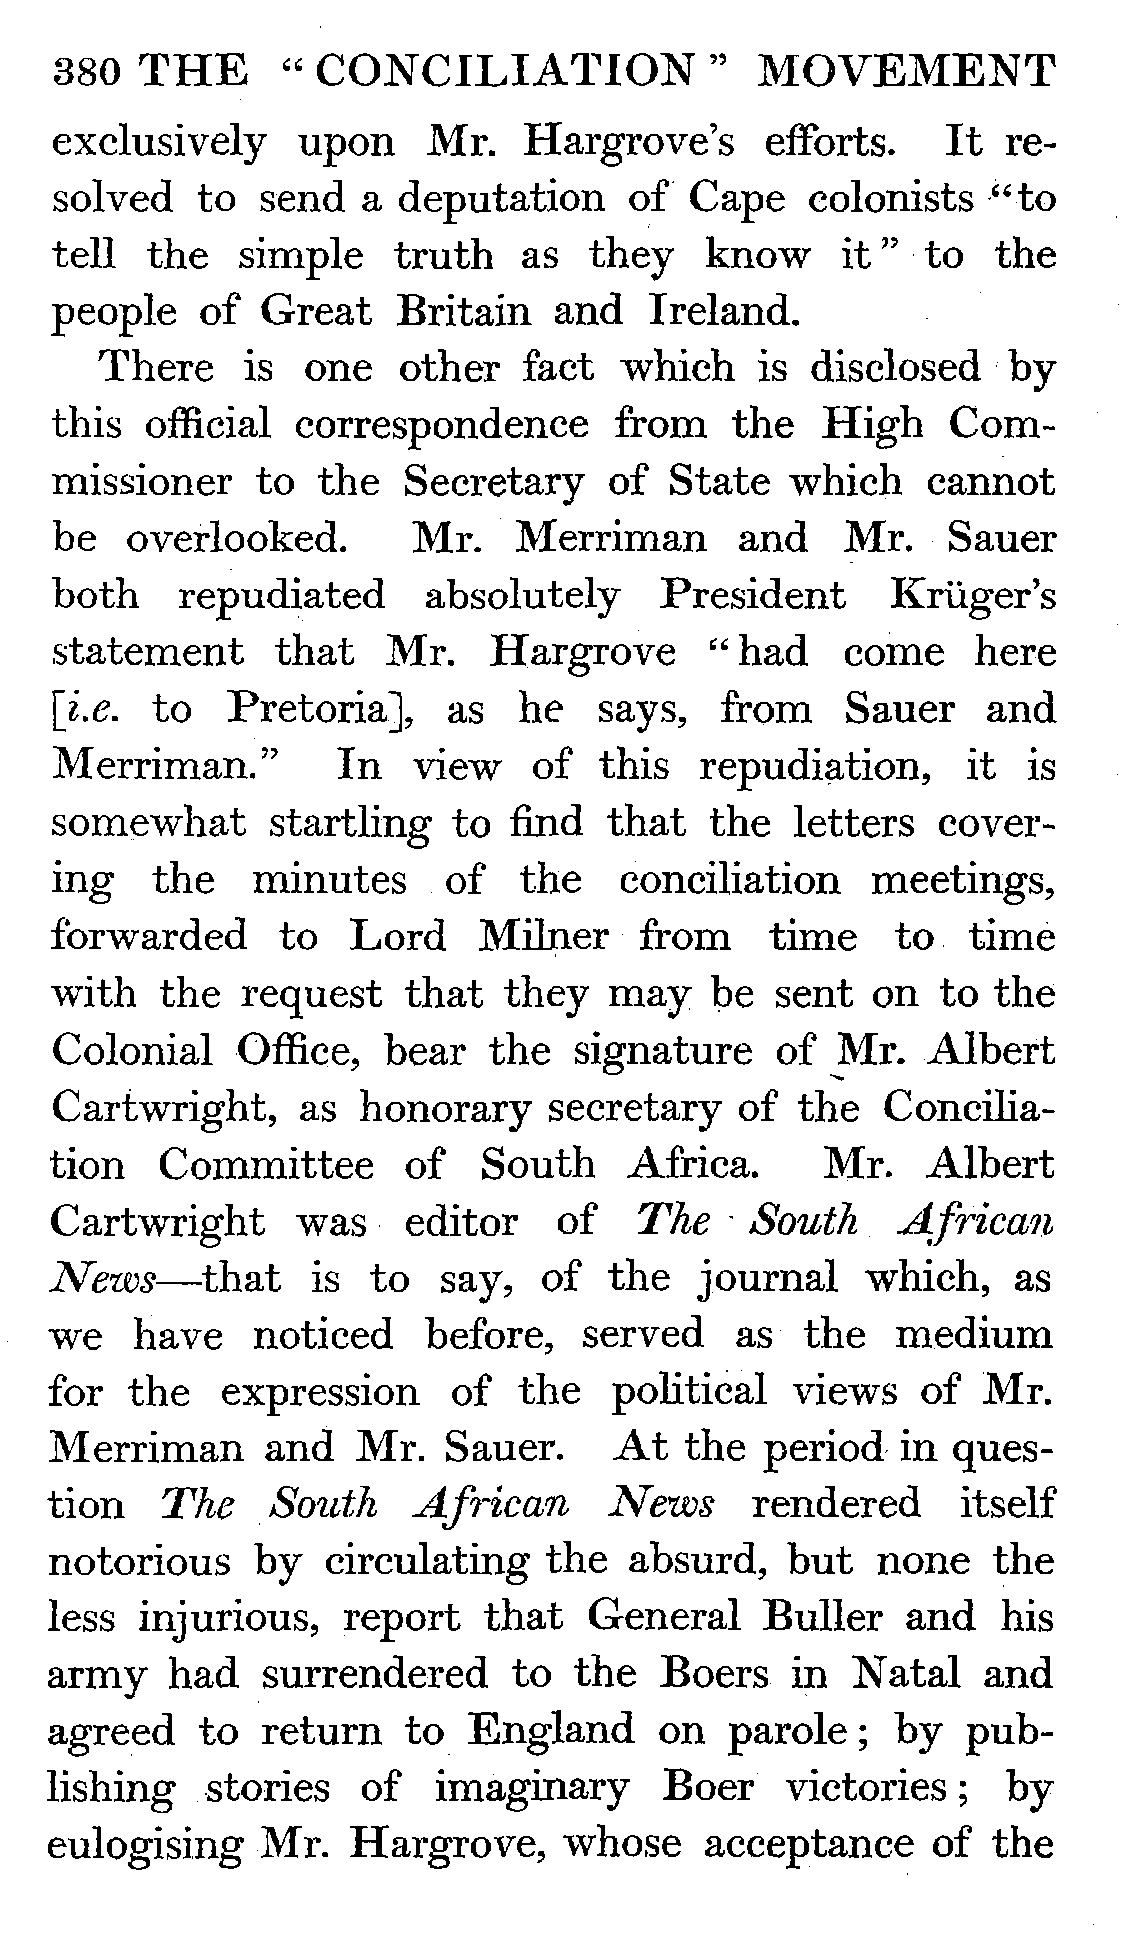 380 THE “ CONCILIATION ” MOVEMENT
exclusively upon Mr. Hargrove’s efforts. It re-
solved to send a deputation of Cape colonists “to
tell the simple truth as they know it ” to the
people of Great Britain and Ireland.
There is one other fact which is disclosed by
this official correspondence from the High Com-
missioner to the Secretary of State which cannot
be overlooked. Mr. Merriman and Mr. Sauer
both repudiated absolutely President Krüger’s
statement that Mr. Hargrove “ had come here
[i.e. to Pretoria], as he says, from Sauer and
Merriman.” In view of this repudiation, it is
somewhat startling to find that the letters cover-
ing the minutes of the conciliation meetings,
forwarded to Lord Milner from time to time
with the request that they may be sent on to the
Colonial Office, bear the signature of Mr. Albert
Cartwright, as honorary secretary of the Concilia-
tion Committee of South Africa. Mr. Albert
Cartwright was editor of The South African
News—that is to say, of the journal which, as
we have noticed before, served as the medium
for the expression of the political views of Mr.
Merriman and Mr. Sauer. At the period in ques-
tion The South African News rendered itself
notorious by circulating the absurd, but none the
less injurious, report that General Buller and his
army had surrendered to the Boers in Natal and
agreed to return to England on parole ; by pub-
lishing stories of imaginary Boer victories ; by
eulogising Mr. Hargrove, whose acceptance of the